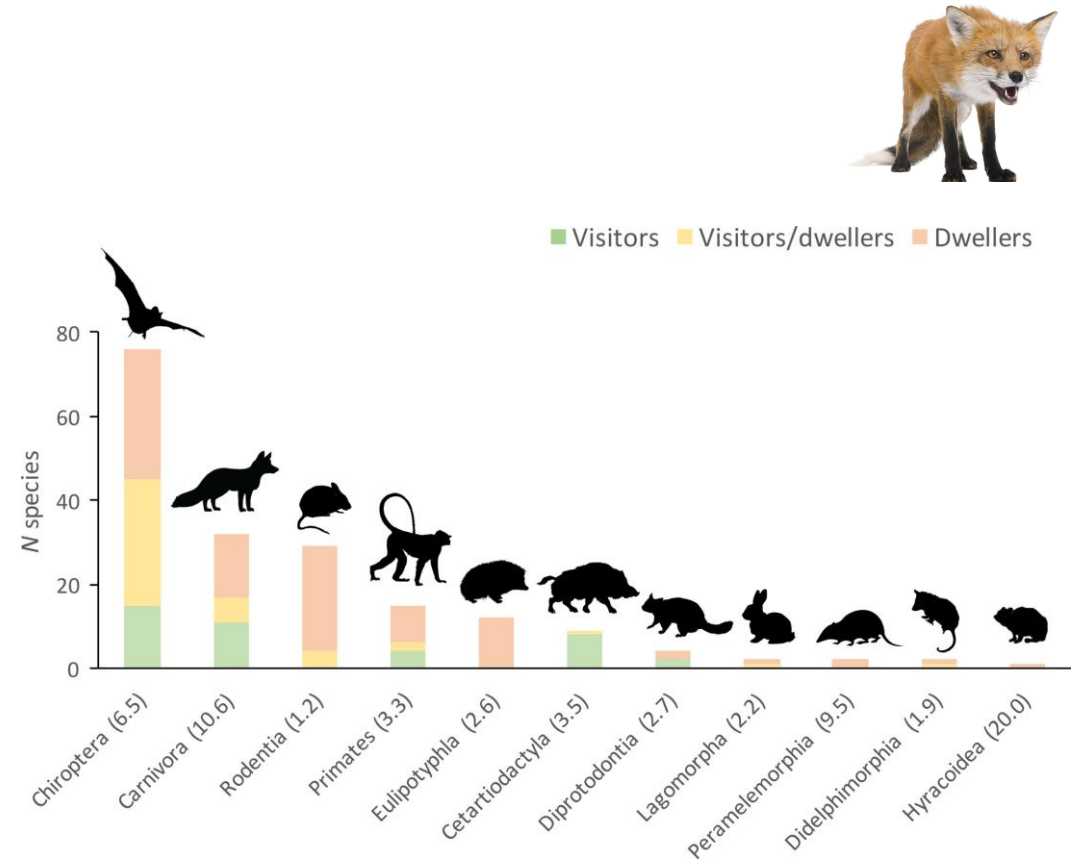 Visitors Visitors/dwellers Dwellers
80
60
40
20
0
N species
Chiroptera (6.5)
Carnivora (10.6)
Rodentia (1.2)
Primates (3.3)
Eulipotyphla (2.6)
Cetartiodactyla (3.5)
Diprotodontia (2.7)
Lagomorpha (2.2)
Peramelemorphia (9.5)
Didelphimorphia (1.9)
Hyracoidea (20.0)